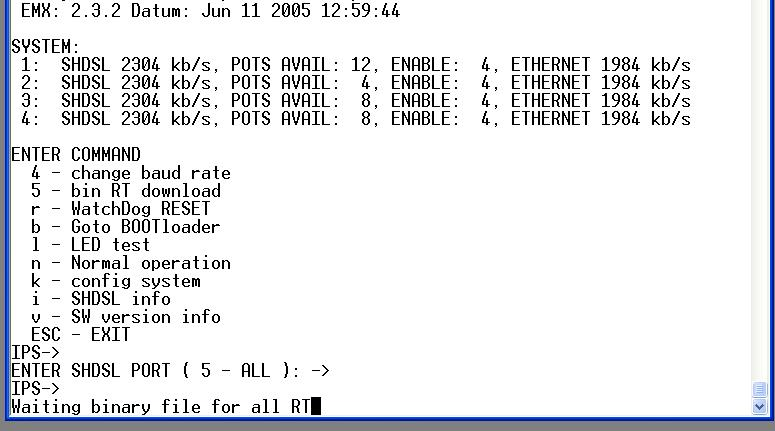 EMX: 2.3.2 Datum: Jun 11 2005 12:59:44
SYSTEM:
1: SHDSL 2304 kb/s, POTS AVAIL: 12, ENABLE: 4, ETHERNET 1984 kb/s
2: SHDSL 2304 kb/s, POTS AVAIL: 4, ENABLE: 4, ETHERNET 1984 kb/s
3: SHDSL 2304 kb/s, POTS AVAIL: 8, ENABLE: 4, ETHERNET 1984 kb/s
4: SHDSL 2304 kb/s, POTS AVAIL: 8, ENABLE: 4, ETHERNET 1984 kb/s
ENTER COMMAND
4 - change baud rate
5 - bin RT download
r - WatchDog RESET
b - Goto BOOTloader
l - LED test
n - Normal operation
k - config system
i - SHDSL info
v - SW version info
ESC - EXIT
IPS->
ENTER SHDSL PORT ( 5 - ALL ): ->
IPS->
Waiting binary file for all RT